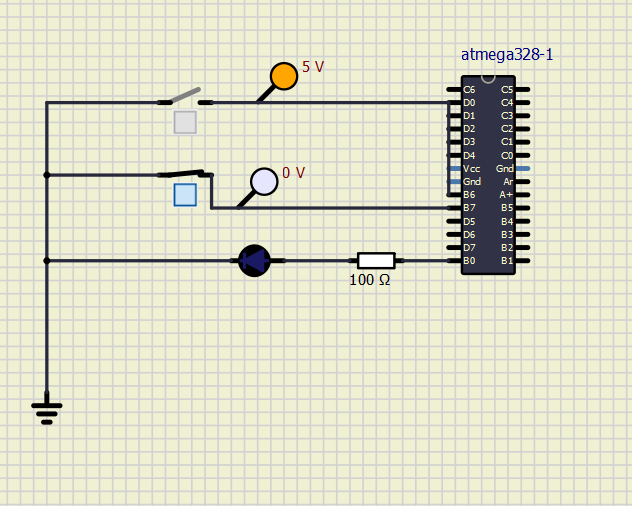 atmega328-1
5 V
0 V
100 Ω
C6 C5
D0 C4
D1 C3
D2 C2
D3 C1
D4 C0
Vcc Gnd
Gnd Ar
B6 A+
B7 B5
D5 B4
D6 B3
D7 B2
B0 B1